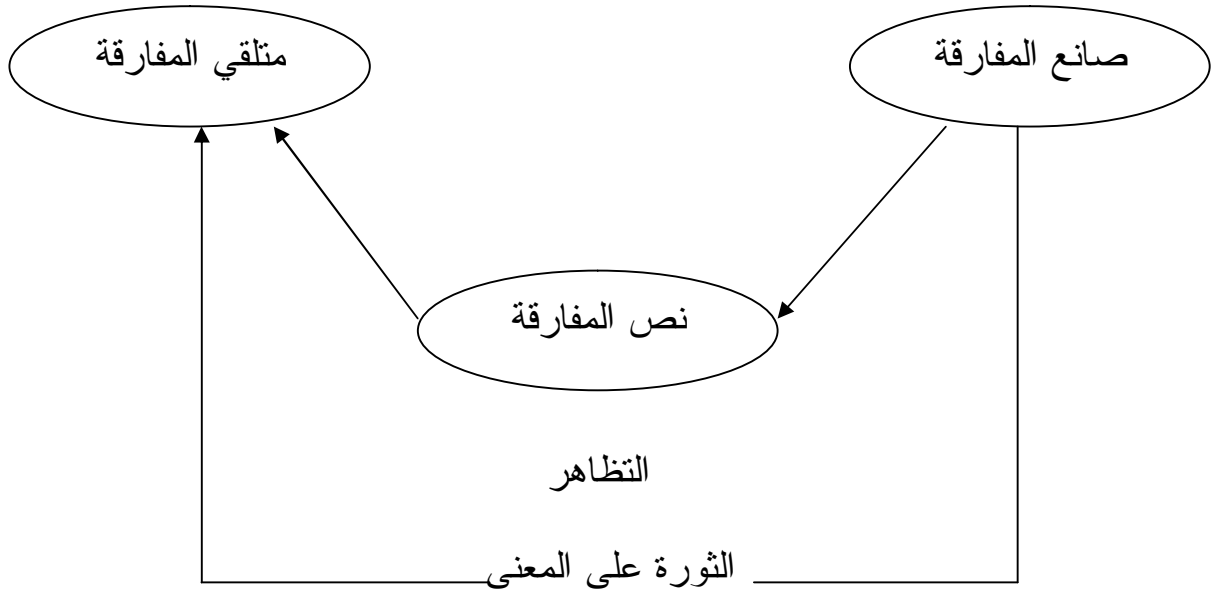 صانع المفارقة
متلقي المفارقة
نص المفارقة
التظاهر
الثورة على المعنى